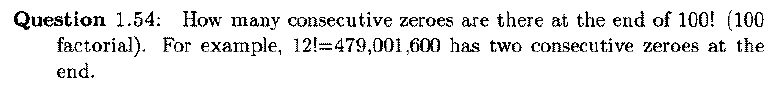 Question 1.54: How many consecutive zeroes are there at the end of 100! (100
factorial). For example, 12!=479,001,600 has two consecutive zeroes at the
end.